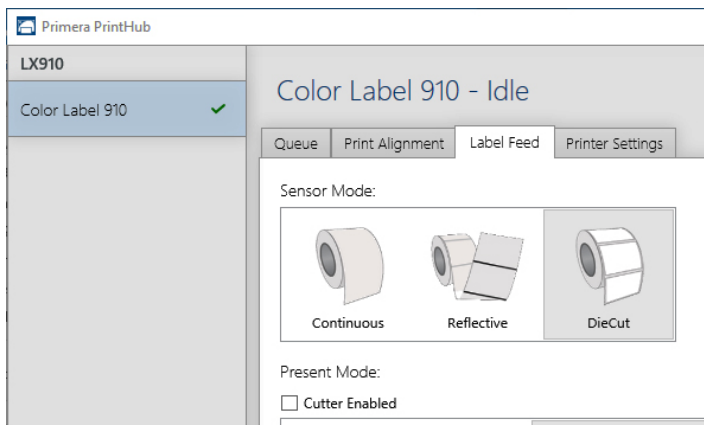 Primera PrintHub
LX910
Color Label 910
Color Label 910 - Idle
Queue Print Alignment Label Feed Printer Settings
Sensor Mode:
Continuous Reflective DieCut
Present Mode:
Cutter Enabled